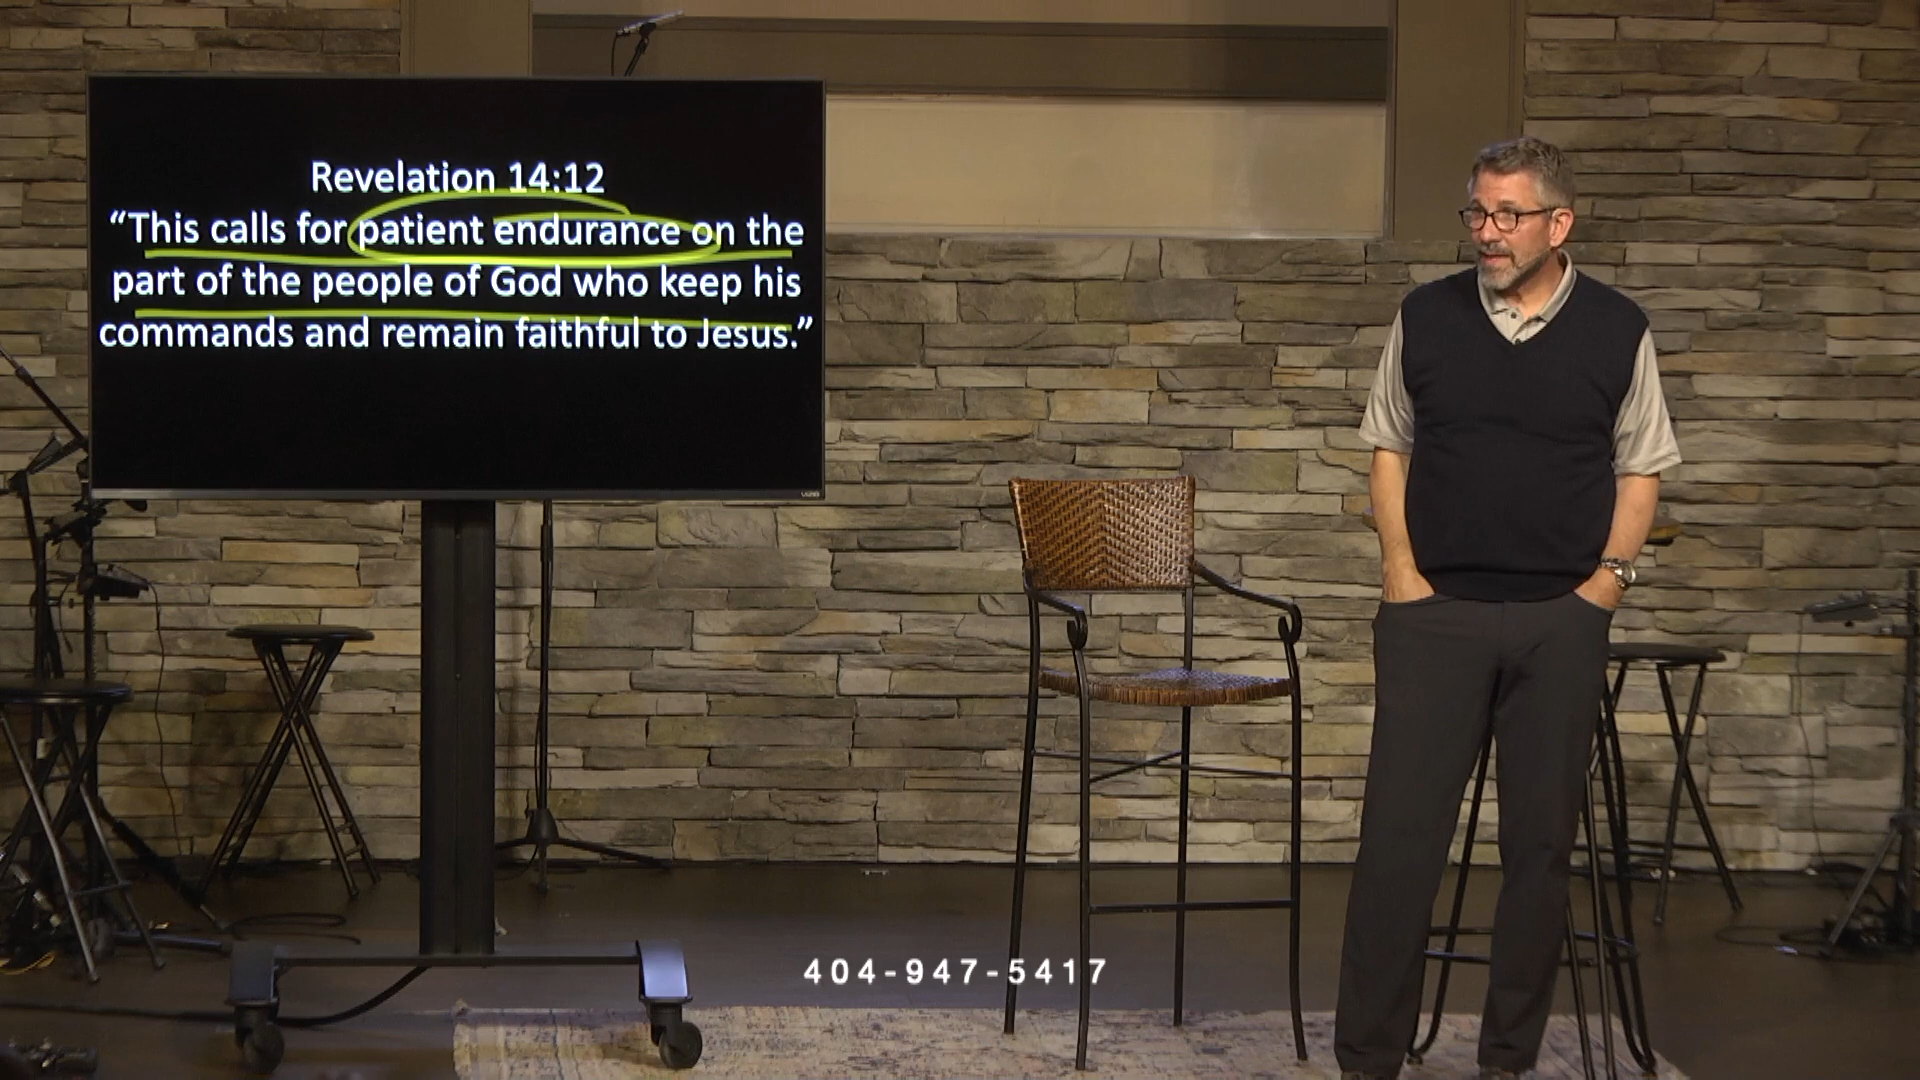 Revelation 14:12
“This calls for patient endurance on the
part of the people of God who keep his
commands and remain faithful to Jesus.”
VIZIO
404-947-5417